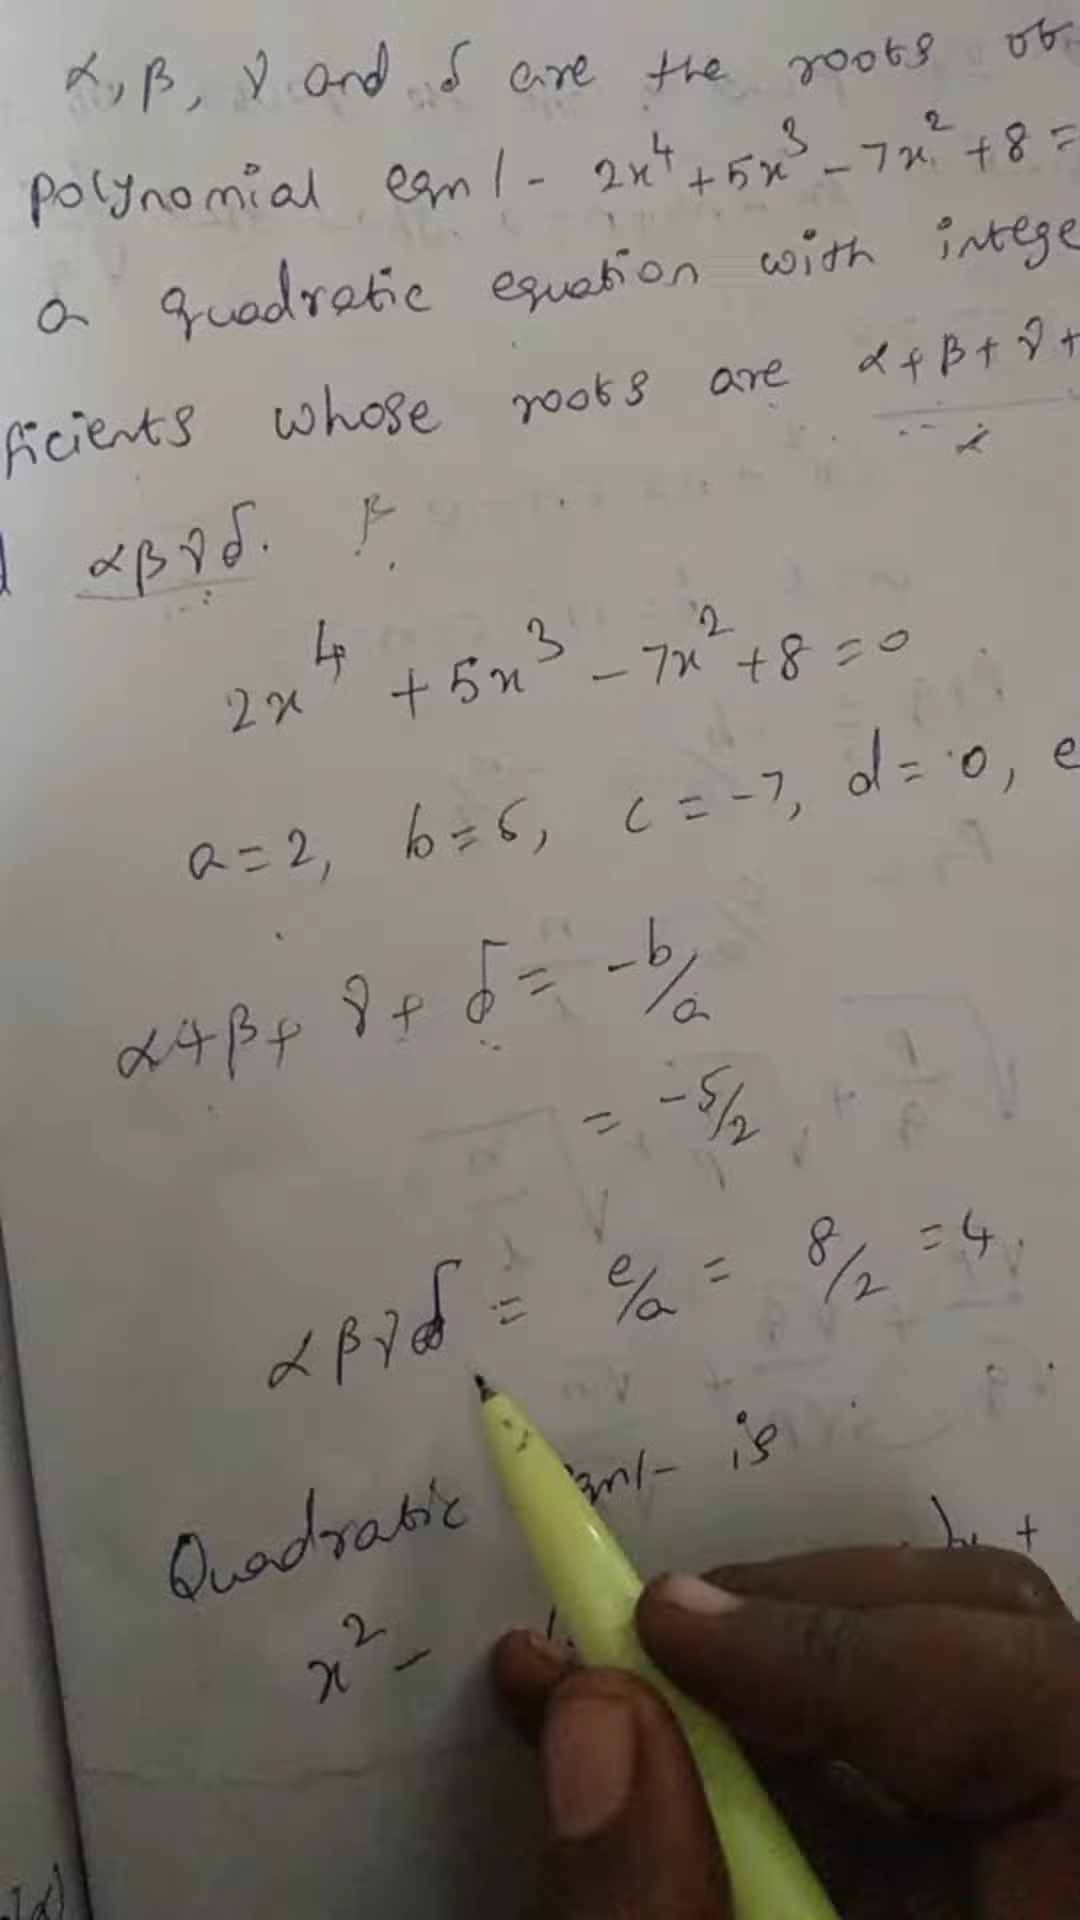 α, β, γ and δ are the roots of
polynomial eqn/- 2x⁴ + 5x³ - 7x² + 8 =
a quadratic equation with intege
ficients whose roots are α + β + γ +
αβγδ.
2x⁴ + 5x³ - 7x² + 8 = 0
a = 2, b = 5, c = -7, d = 0, e
α + β + γ + δ = -b/a
= -5/2
αβγδ = e/a = 8/2 = 4.
Quadratic is
x² -